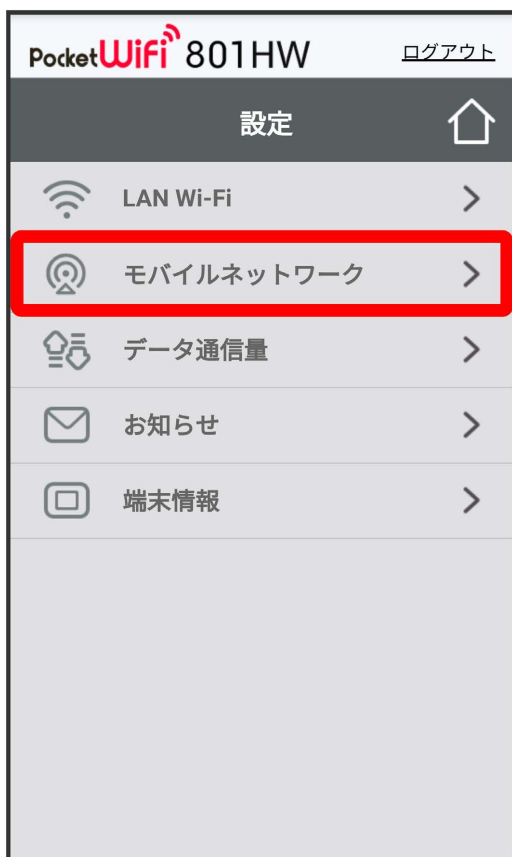 PocketWiFi 801HW ログアウト
設定
LAN Wi-Fi
モバイルネットワーク
データ通信量
お知らせ
端末情報